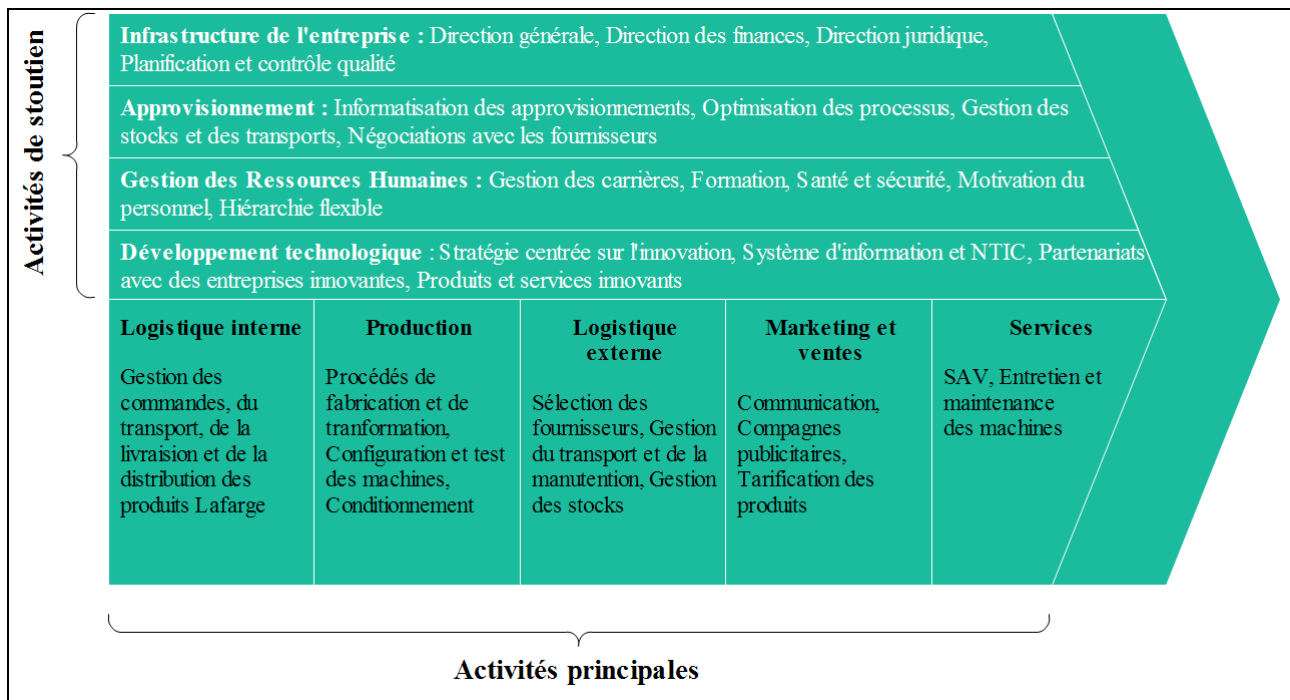 Activités de stoutien
Infrastructure de l'entreprise : Direction générale, Direction des finances, Direction juridique,
Planification et contrôle qualité
Approvisionnement : Informatisation des approvisionnements, Optimisation des processus, Gestion des
stocks et des transports, Négociations avec les fournisseurs
Gestion des Ressources Humaines : Gestion des carrières, Formation, Santé et sécurité, Motivation du
personnel, Hiérarchie flexible
Développement technologique : Stratégie centrée sur l'innovation, Système d'information et NTIC, Partenariats
avec des entreprises innovantes, Produits et services innovants
Logistique interne
Gestion des
commandes, du
transport, de la
livraision et de la
distribution des
produits Lafarge
Production
Procédés de
fabrication et de
tranformation,
Configuration et test
des machines,
Conditionnement
Logistique
externe
Sélection des
fournisseurs, Gestion
du transport et de la
manutention, Gestion
des stocks
Marketing et
ventes
Communication,
Compagnes
publicitaires,
Tarification des
produits
Services
SAV, Entretien et
maintenance
des machines
Activités principales